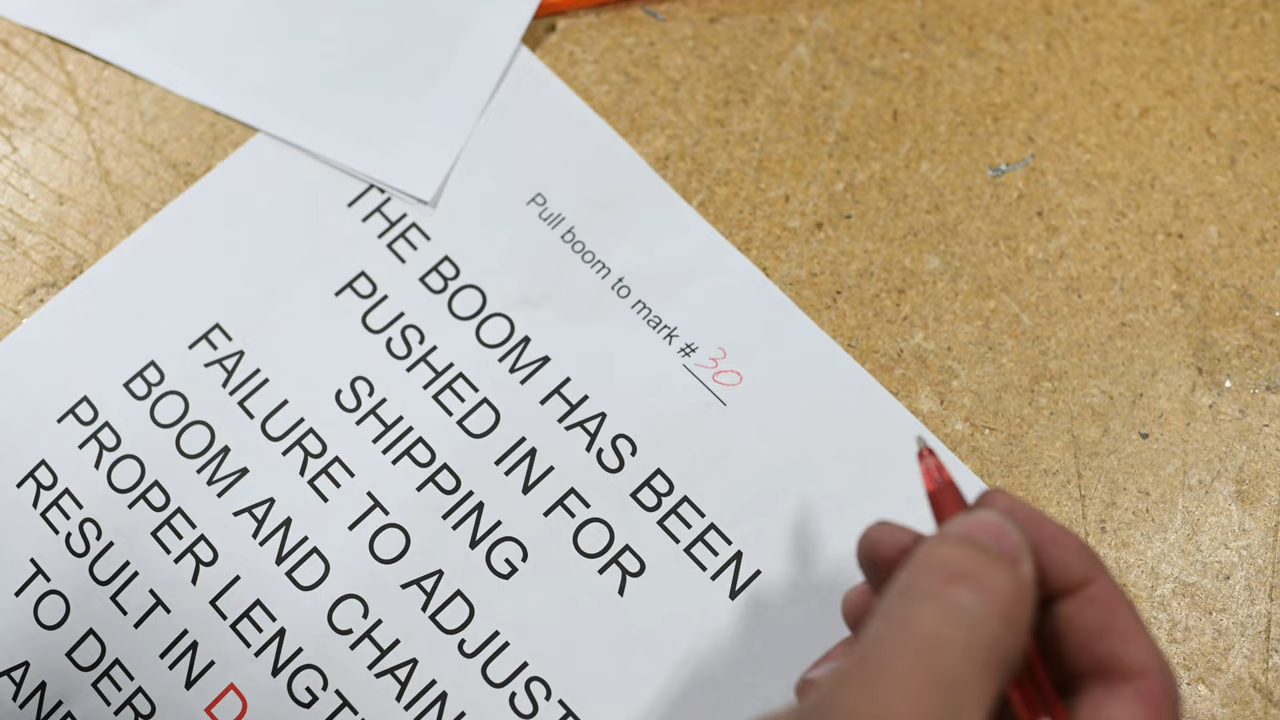 Pull boom to mark # 30
THE BOOM HAS BEEN
PUSHED IN FOR
SHIPPING
FAILURE TO ADJUST
BOOM AND CHAIN
PROPER LENGT
RESULT IN D
TO DER
AND